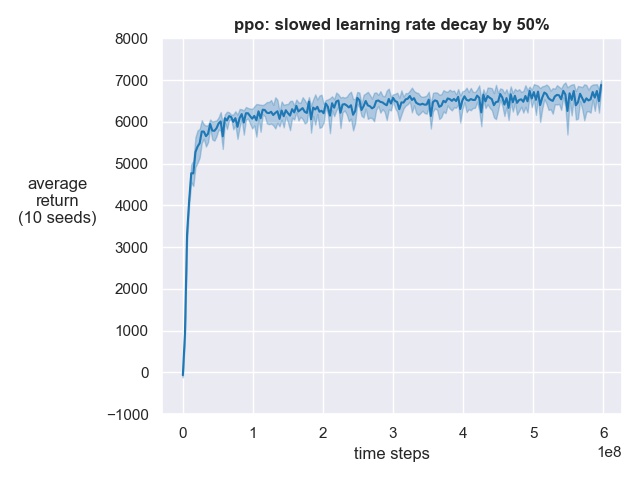 ppo: slowed learning rate decay by 50%
8000
7000
6000
5000
4000
3000
2000
1000
0
−1000
average
return
(10 seeds)
0 1 2 3 4 5 6
1e8
time steps